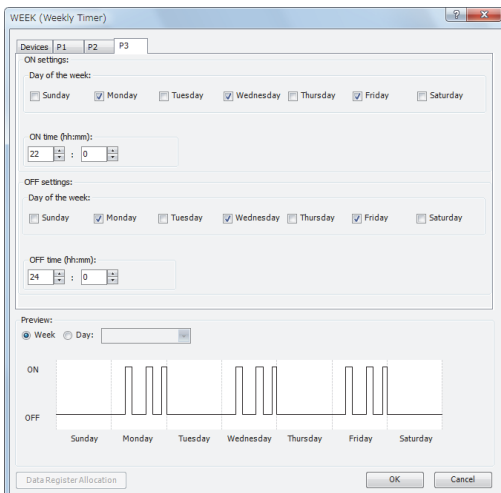 WEEK (Weekly Timer)
Devices P1 P2 P3
ON settings:
Day of the week:
Sunday Monday Tuesday Wednesday Thursday Friday Saturday
ON time (hh:mm):
22 : 0
OFF settings:
Day of the week:
Sunday Monday Tuesday Wednesday Thursday Friday Saturday
OFF time (hh:mm):
24 : 0
Preview:
Week Day:
ON
OFF
Sunday Monday Tuesday Wednesday Thursday Friday Saturday
Data Register Allocation OK Cancel